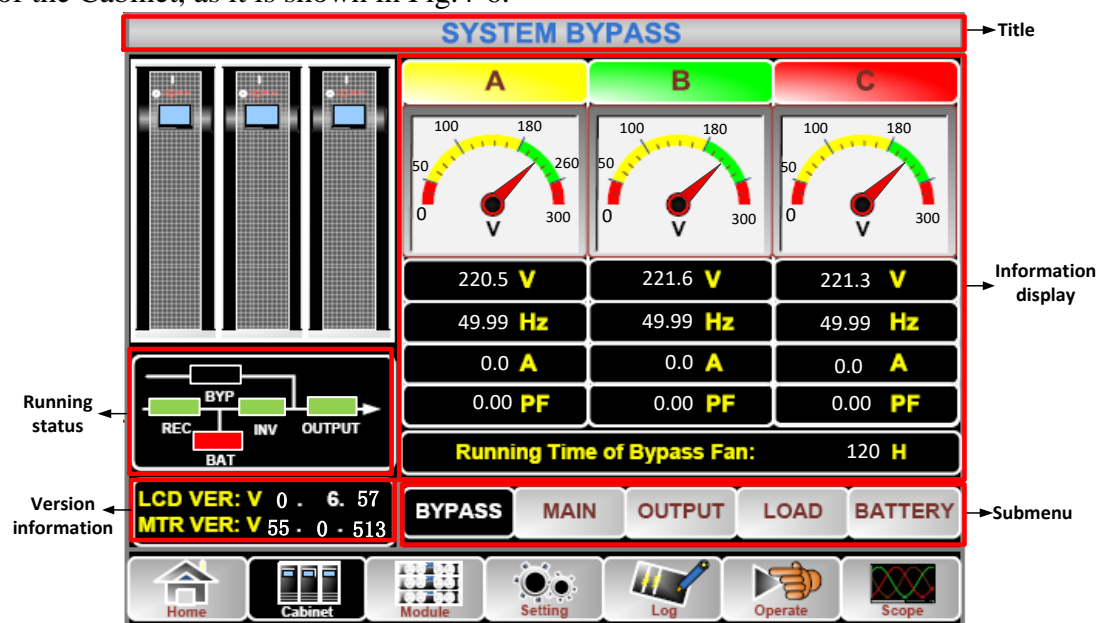 of the Cabinet, as it is shown in Fig.4-6.
SYSTEM BYPASS
Title
A B C
100 180 100 180 100 180
50 260 50 50
0 300 0 300 0 300
V V V
220.5 V 221.6 V 221.3 V
Information
display
49.99 Hz 49.99 Hz 49.99 Hz
0.0 A 0.0 A 0.0 A
0.00 PF 0.00 PF 0.00 PF
Running Time of Bypass Fan: 120 H
Running
status
BYP
REC INV OUTPUT
BAT
Version
information
LCD VER: V 0 . 6. 57
MTR VER: V 55 . 0 . 513
BYPASS MAIN OUTPUT LOAD BATTERY
Submenu
Home Cabinet Module Setting Log Operate Scope